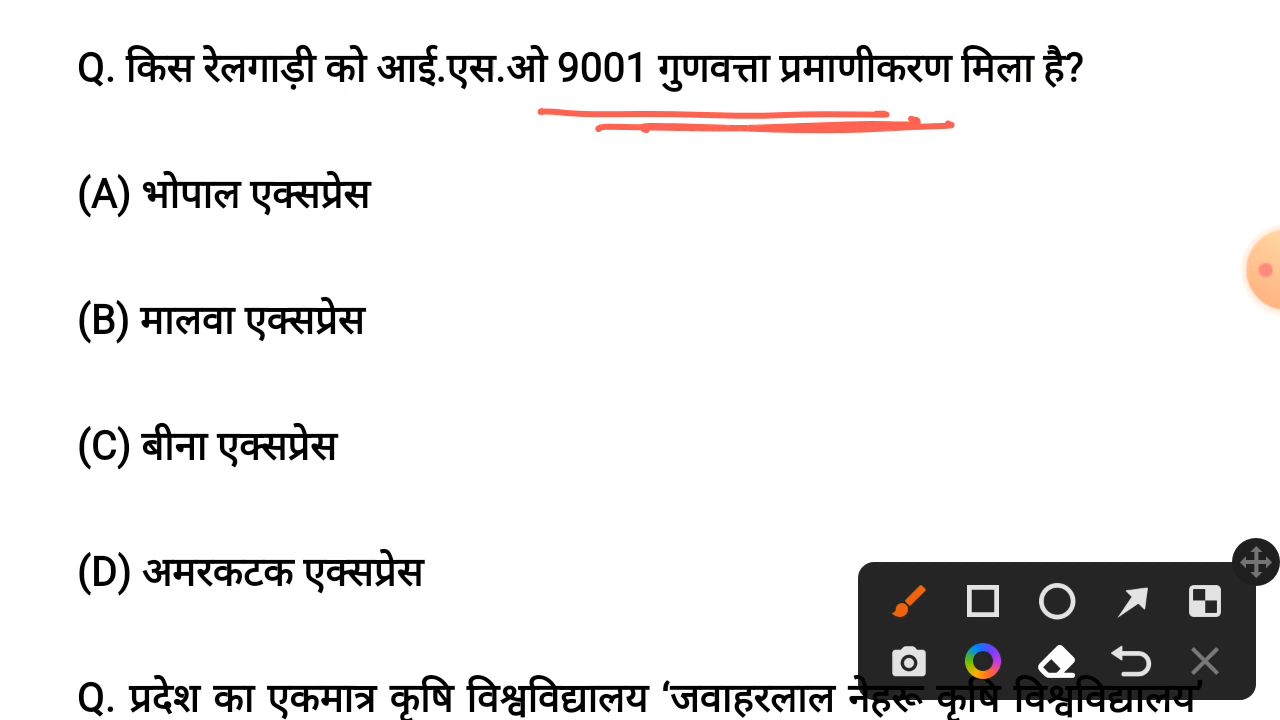 Q. किस रेलगाड़ी को आई.एस.ओ 9001 गुणवत्ता प्रमाणीकरण मिला है?
(A) भोपाल एक्सप्रेस
(B) मालवा एक्सप्रेस
(C) बीना एक्सप्रेस
(D) अमरकटक एक्सप्रेस
Q. प्रदेश का एकमात्र कृषि विश्वविद्यालय ‘जवाहरलाल नेहरू कृषि विश्वविद्यालय’